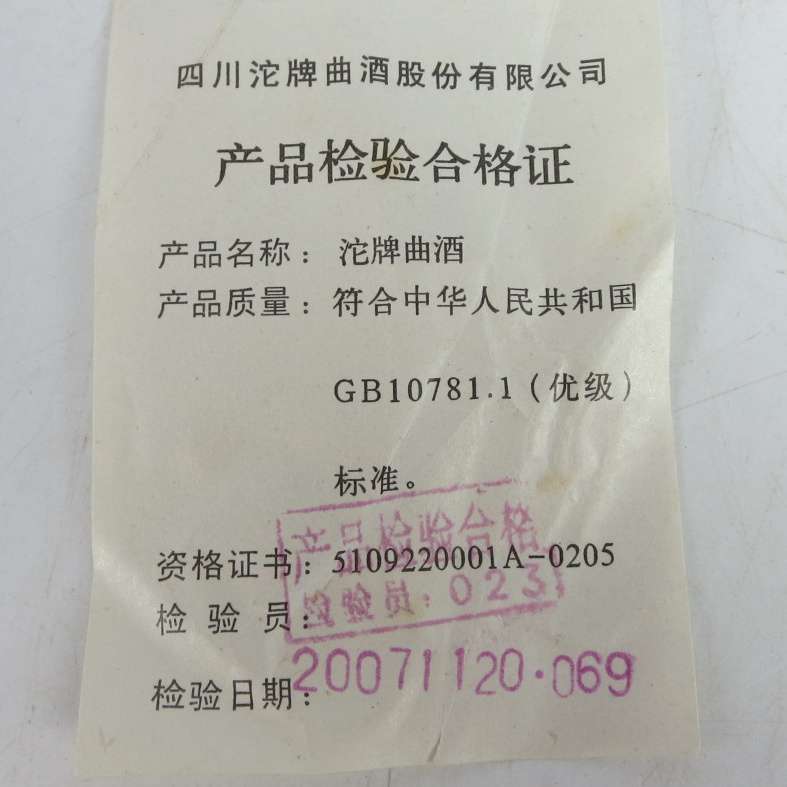 四川沱牌曲酒股份有限公司
产品检验合格证
产品名称：沱牌曲酒
产品质量：符合中华人民共和国
GB10781.1（优级）
标准。
产品检验合格
资格证书：5109220001A-0205
检验员：023
检验员：
检验日期：20071120·069